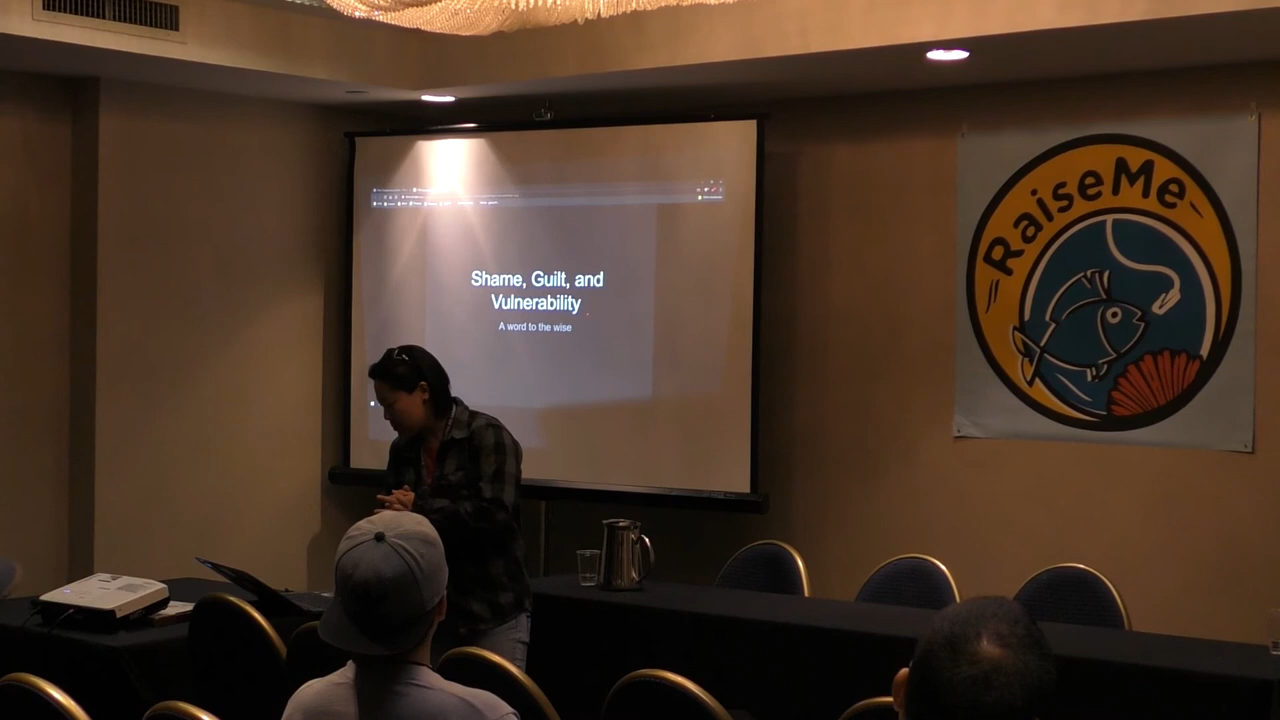 Shame, Guilt, and
Vulnerability
A word to the wise
RaiseMe